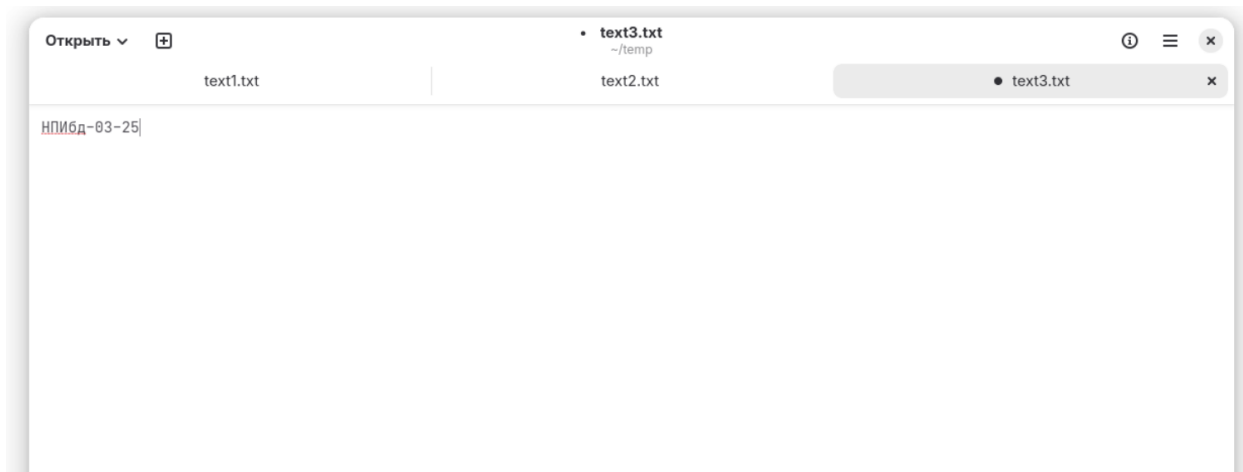 Открыть
• text3.txt
~/temp
text1.txt
text2.txt
● text3.txt
НПИбд-03-25